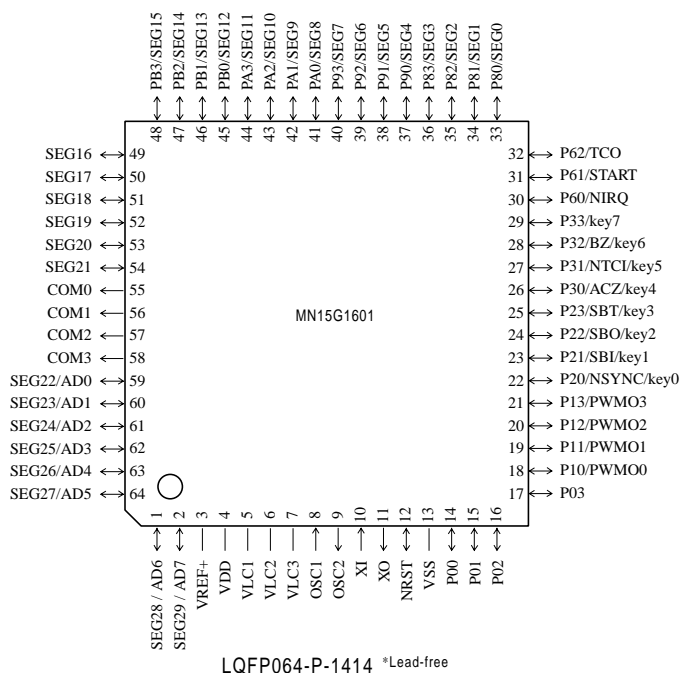 PB3/SEG15
PB2/SEG14
PB1/SEG13
PB0/SEG12
PA3/SEG11
PA2/SEG10
PA1/SEG9
PA0/SEG8
P93/SEG7
P92/SEG6
P91/SEG5
P90/SEG4
P83/SEG3
P82/SEG2
P81/SEG1
P80/SEG0
48 47 46 45 44 43 42 41 40 39 38 37 36 35 34 33
SEG16 49
SEG17 50
SEG18 51
SEG19 52
SEG20 53
SEG21 54
COM0 55
COM1 56
COM2 57
COM3 58
SEG22/AD0 59
SEG23/AD1 60
SEG24/AD2 61
SEG25/AD3 62
SEG26/AD4 63
SEG27/AD5 64
MN15G1601
32 P62/TCO
31 P61/START
30 P60/NIRQ
29 P33/key7
28 P32/BZ/key6
27 P31/NTCI/key5
26 P30/ACZ/key4
25 P23/SBT/key3
24 P22/SBO/key2
23 P21/SBI/key1
22 P20/NSYNC/key0
21 P13/PWMO3
20 P12/PWMO2
19 P11/PWMO1
18 P10/PWMO0
17 P03
1 2 3 4 5 6 7 8 9 10 11 12 13 14 15 16
SEG28 / AD6
SEG29 / AD7
VREF+
VDD
VLC1
VLC2
VLC3
OSC1
OSC2
XI
XO
NRST
VSS
P00
P01
P02
LQFP064-P-1414 *Lead-free